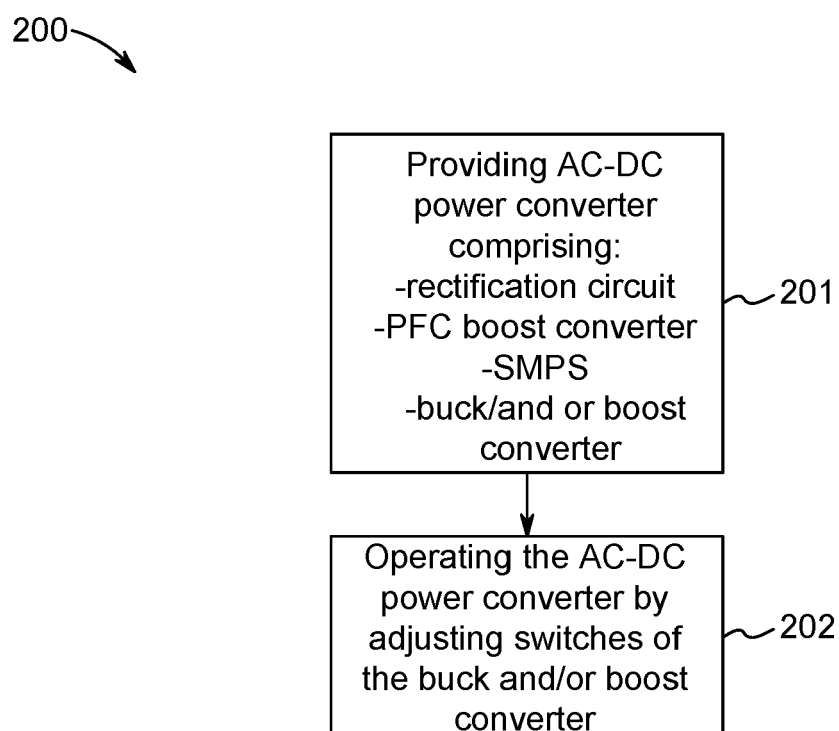 200
Providing AC-DC
power converter
comprising:
-rectification circuit
-PFC boost converter
-SMPS
-buck/and or boost
converter
201
Operating the AC-DC
power converter by
adjusting switches of
the buck and/or boost
converter
202